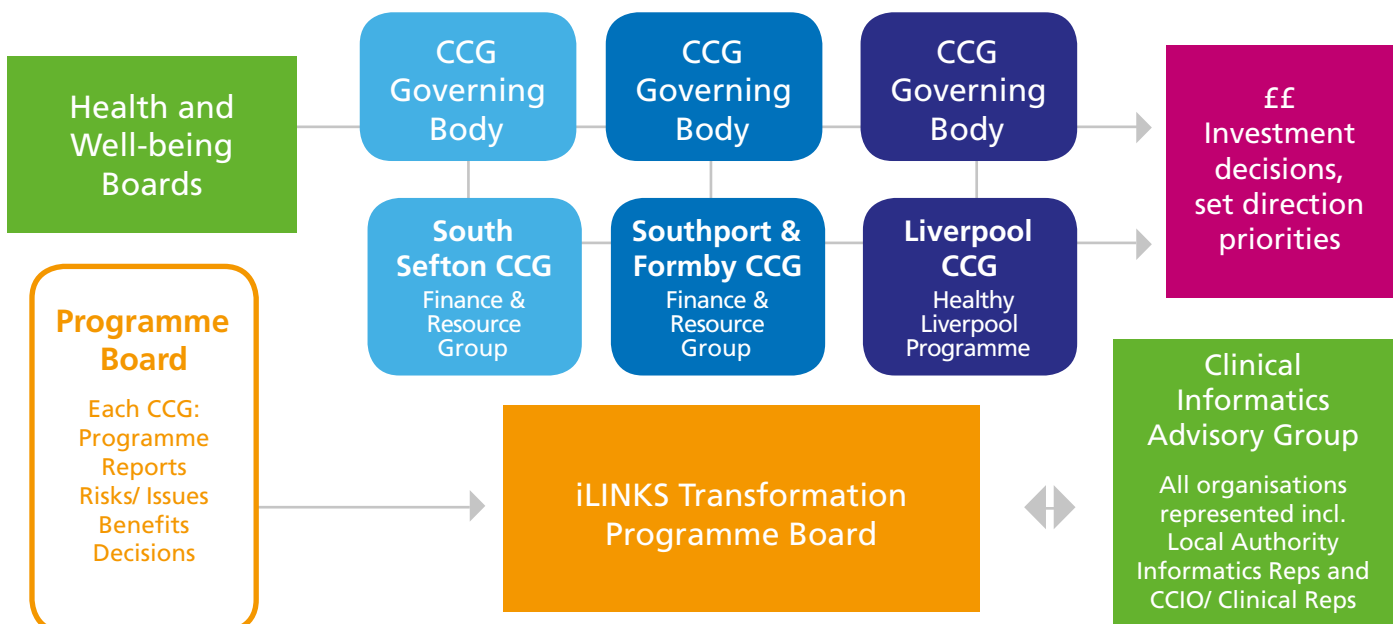 Health and
Well-being
Boards
CCG
Governing
Body
CCG
Governing
Body
CCG
Governing
Body
££
Investment
decisions,
set direction
priorities
South
Sefton CCG
Finance &
Resource
Group
Southport &
Formby CCG
Finance &
Resource
Group
Liverpool
CCG
Healthy
Liverpool
Programme
Programme
Board
Each CCG:
Programme
Reports
Risks/ Issues
Benefits
Decisions
iLINKS Transformation
Programme Board
Clinical
Informatics
Advisory Group
All organisations
represented incl.
Local Authority
Informatics Reps and
CCIO/ Clinical Reps